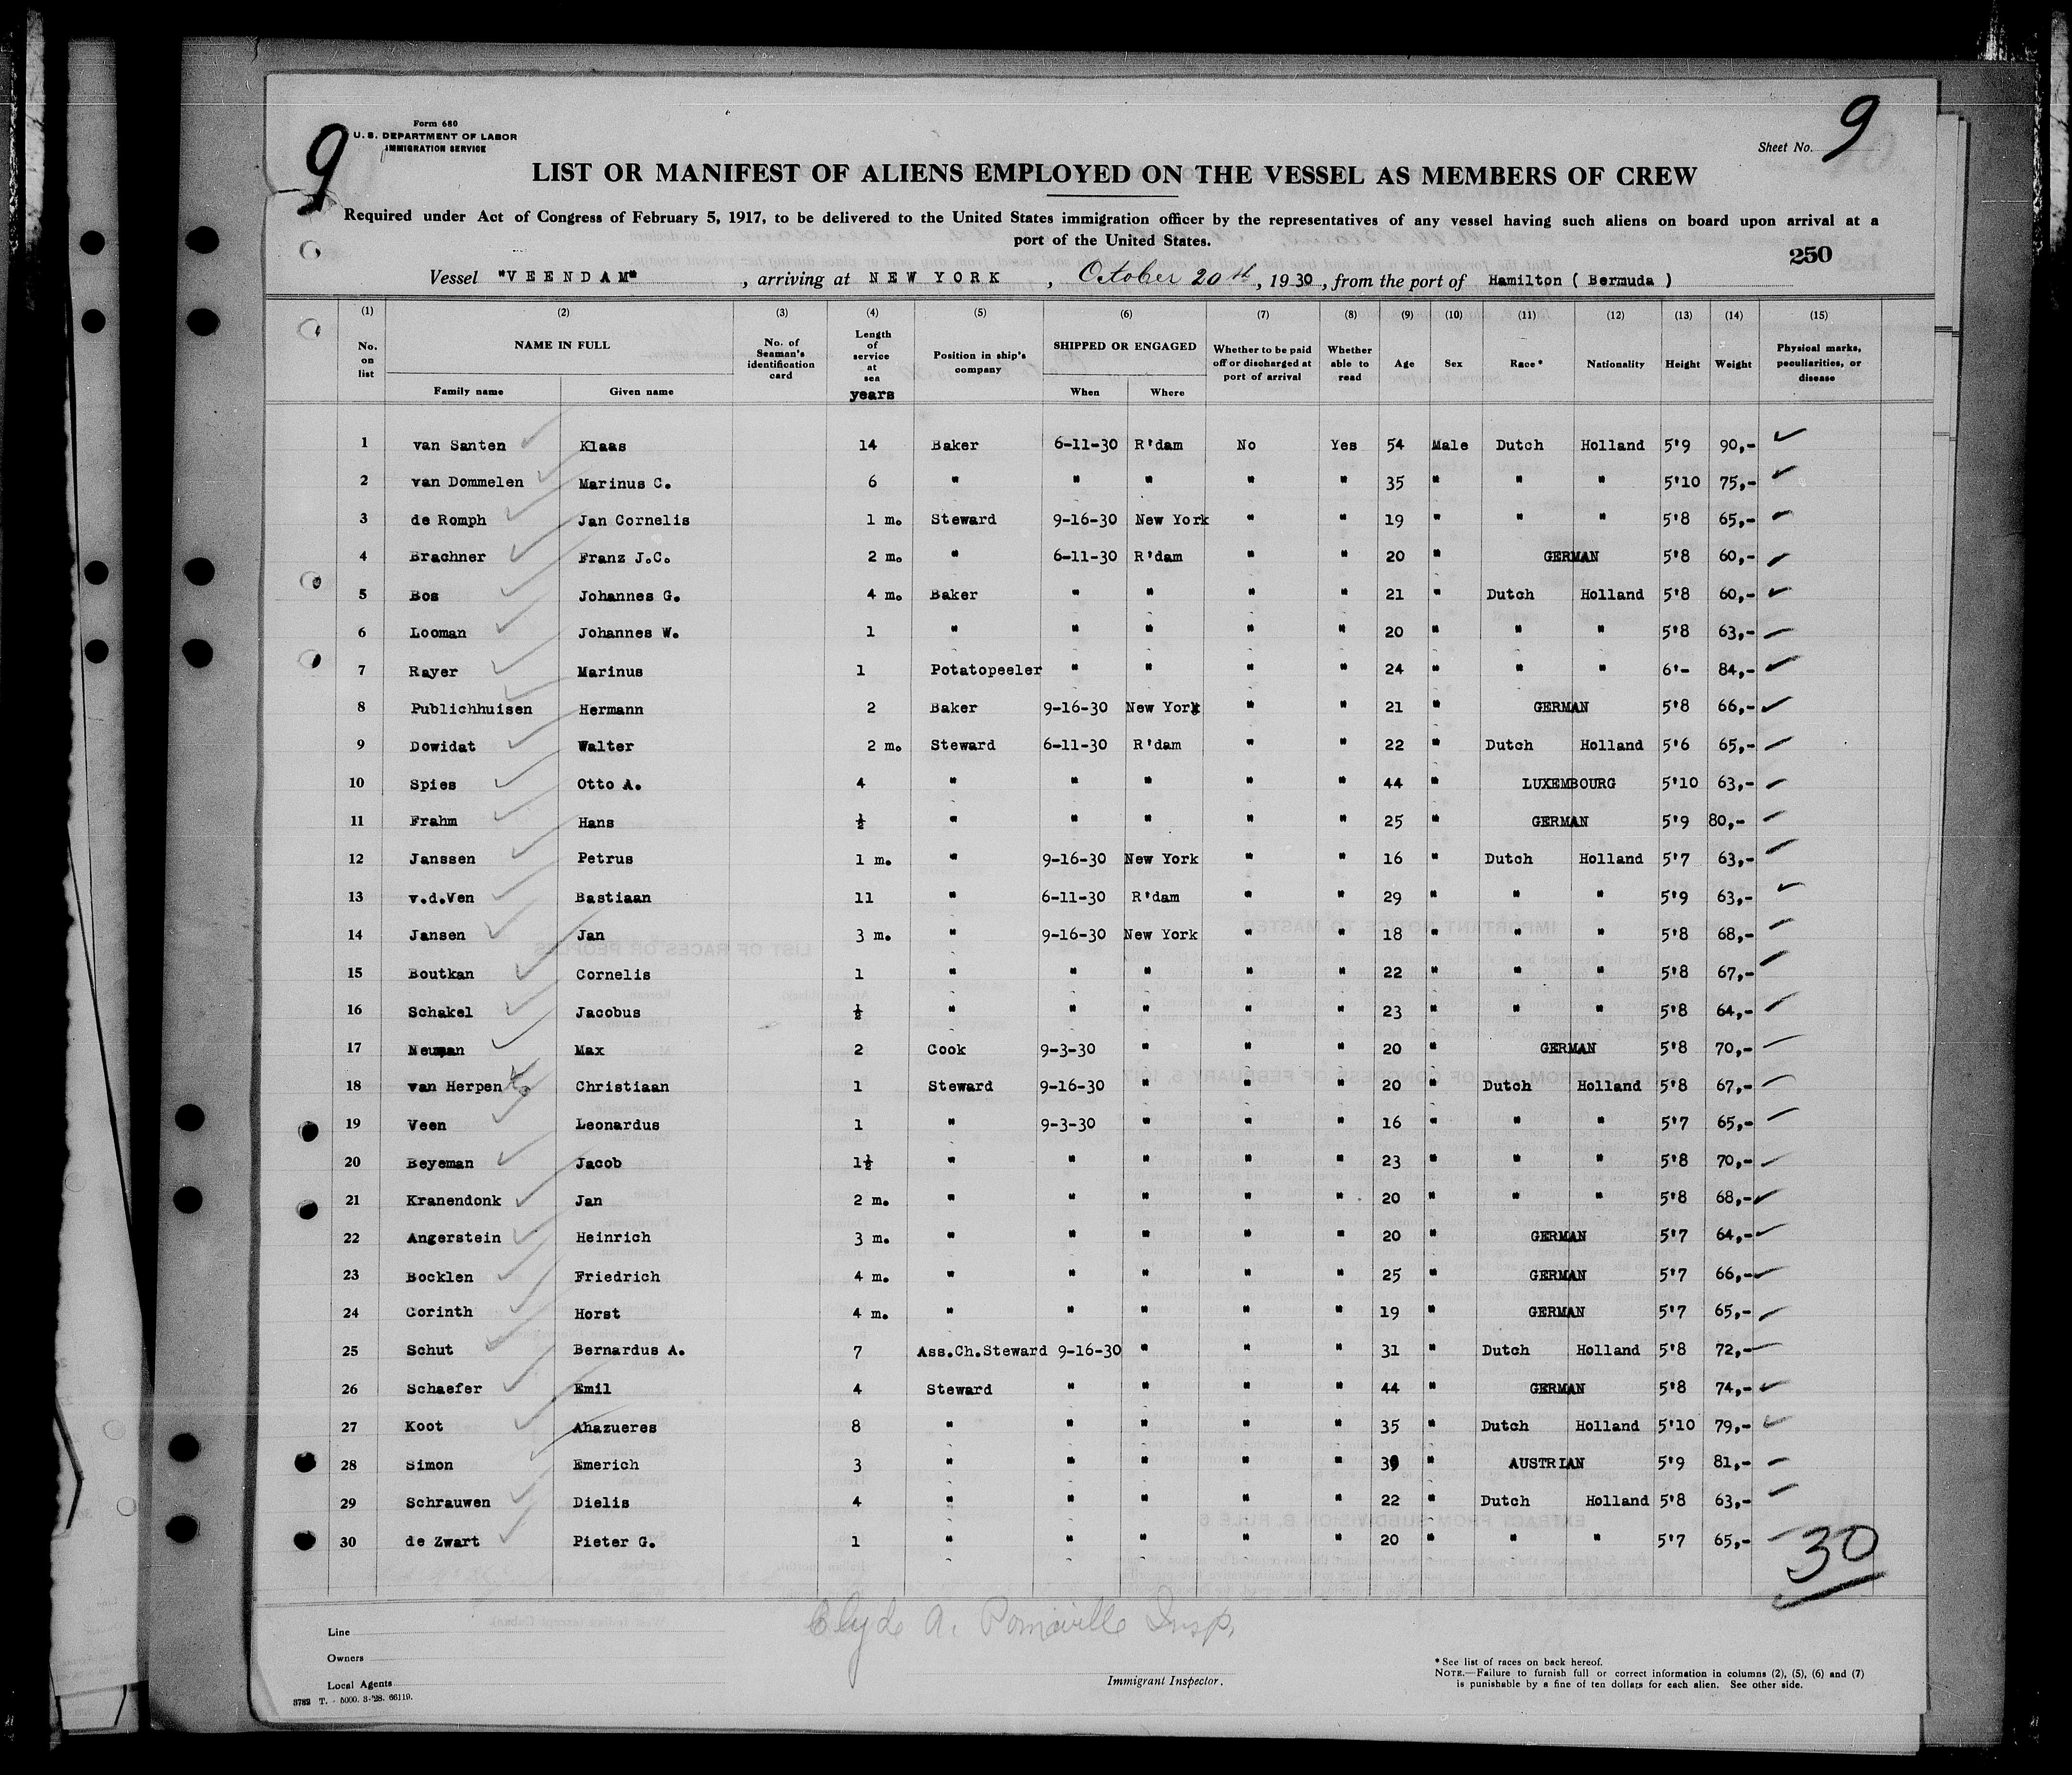 9
Form 680
U. S. DEPARTMENT OF LABOR
IMMIGRATION SERVICE
Sheet No. 9
LIST OR MANIFEST OF ALIENS EMPLOYED ON THE VESSEL AS MEMBERS OF CREW
Required under Act of Congress of February 5, 1917, to be delivered to the United States immigration officer by the representatives of any vessel having such aliens on board upon arrival at a
port of the United States.
250
Vessel "VEENDAM" , arriving at NEW YORK , October 20th, 1930, from the port of Hamilton ( Bermuda )
(1) (2) (3) (4) (5) (6) (7) (8) (9) (10) (11) (12) (13) (14) (15)
No. on list NAME IN FULL Family name Given name No. of Seaman's identification card Length of service at sea years Position in ship's company SHIPPED OR ENGAGED When Where Whether to be paid off or discharged at port of arrival Whether able to read Age Sex Race* Nationality Height Weight Physical marks, peculiarities, or disease
1 van Santen Klaas 14 Baker 6-11-30 R'dam No Yes 54 Male Dutch Holland 5'9 90,-
2 van Dommelen Marinus C. 6 " " " " " 35 " " " 5'10 75,-
3 de Romph Jan Cornelis 1 m. Steward 9-16-30 New York " " 19 " " " 5'8 65,-
4 Brachner Franz J.C. 2 m. " 6-11-30 R'dam " " 20 " GERMAN 5'8 60,-
5 Bos Johannes G. 4 m. Baker " " " " 21 " Dutch Holland 5'8 60,-
6 Looman Johannes W. 1 " " " " " 20 " " " 5'8 63,-
7 Rayer Marinus 1 Potatopeeler " " " " 24 " " " 6'- 84,-
8 Publichhuisen Hermann 2 Baker 9-16-30 New York " " 21 " GERMAN 5'8 66,-
9 Dowidat Walter 2 m. Steward 6-11-30 R'dam " " 22 " Dutch Holland 5'6 65,-
10 Spies Otto A. 4 " " " " " 44 " LUXEMBOURG 5'10 63,-
11 Frahm Hans ½ " " " " " 25 " GERMAN 5'9 80,-
12 Janssen Petrus 1 m. " 9-16-30 New York " " 16 " Dutch Holland 5'7 63,-
13 v.d.Ven Bastiaan 11 " 6-11-30 R'dam " " 29 " " " 5'9 63,-
14 Jansen Jan 3 m. " 9-16-30 New York " " 18 " " " 5'8 68,-
15 Boutkan Cornelis 1 " " " " " 22 " " " 5'8 67,-
16 Schakel Jacobus ½ " " " " " 23 " " " 5'8 64,-
17 Neuman Max 2 Cook 9-3-30 " " " 20 " GERMAN 5'8 70,-
18 van Herpen Christiaan 1 Steward 9-16-30 " " " 20 " Dutch Holland 5'8 67,-
19 Veen Leonardus 1 " 9-3-30 " " " 16 " " " 5'7 65,-
20 Beyeman Jacob 1½ " " " " " 23 " " " 5'8 70,-
21 Kranendonk Jan 2 m. " " " " " 20 " " " 5'8 68,-
22 Angerstein Heinrich 3 m. " " " " " 20 " GERMAN 5'7 64,-
23 Bocklen Friedrich 4 m. " " " " " 25 " GERMAN 5'7 66,-
24 Corinth Horst 4 m. " " " " " 19 " GERMAN 5'7 65,-
25 Schut Bernardus A. 7 Ass.Ch.Steward 9-16-30 " " " 31 " Dutch Holland 5'8 72,-
26 Schaefer Emil 4 Steward " " " " 44 " GERMAN 5'8 74,-
27 Koot Ahazueres 8 " " " " " 35 " Dutch Holland 5'10 79,-
28 Simon Emerich 3 " " " " " 39 " AUSTRIAN 5'9 81,-
29 Schrauwen Dielis 4 " " " " " 22 " Dutch Holland 5'8 63,-
30 de Zwart Pieter G. 1 " " " " " 20 " " " 5'7 65,-
30
Clyde A. Pomaiville Insp.
Line
Owners
Local Agents
Immigrant Inspector.
* See list of races on back hereof.
NOTE.—Failure to furnish full or correct information in columns (2), (5), (6) and (7)
is punishable by a fine of ten dollars for each alien. See other side.
3782 T. - 5000. 3-'28. 66119.